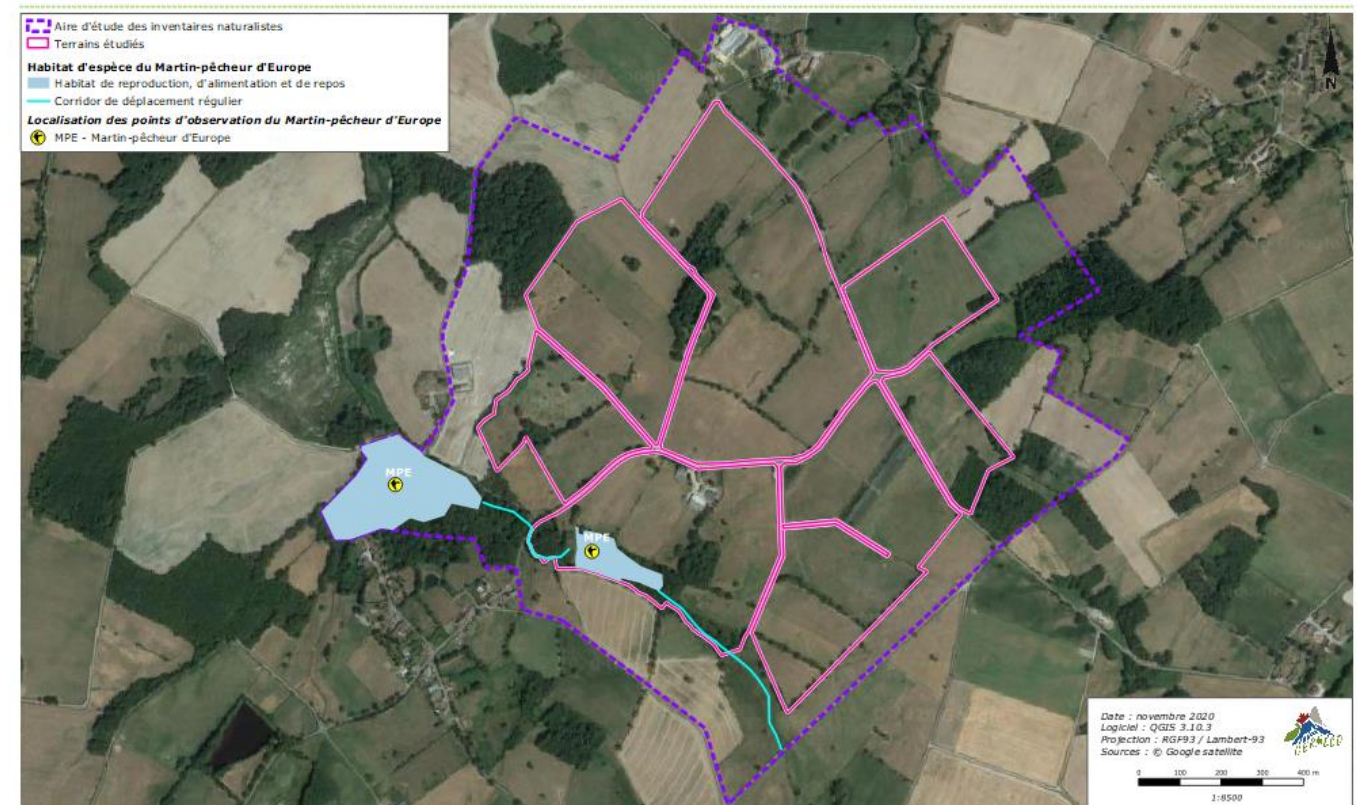 Aire d'étude des inventaires naturalistes
Terrains étudiés
Habitat d'espèce du Martin-pêcheur d'Europe
Habitat de reproduction, d'alimentation et de repos
Corridor de déplacement régulier
Localisation des points d'observation du Martin-pêcheur d'Europe
MPE - Martin-pêcheur d'Europe
N
MPE
MPE
Date : novembre 2020
Logiciel : QGIS 3.10.3
Projection : RGF93 / Lambert-93
Sources : © Google satellite
0 100 200 300 400 m
1:8500